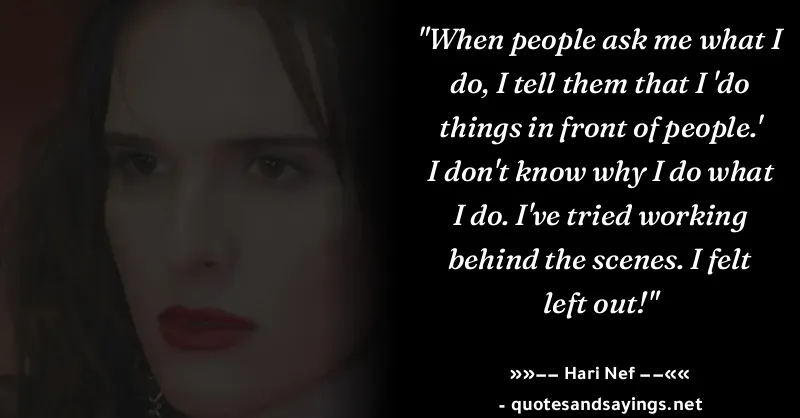 "When people ask me what I
do, I tell them that I 'do
things in front of people.'
I don't know why I do what
I do. I've tried working
behind the scenes. I felt
left out!"
»»-- Hari Nef --««
- quotesandsayings.net